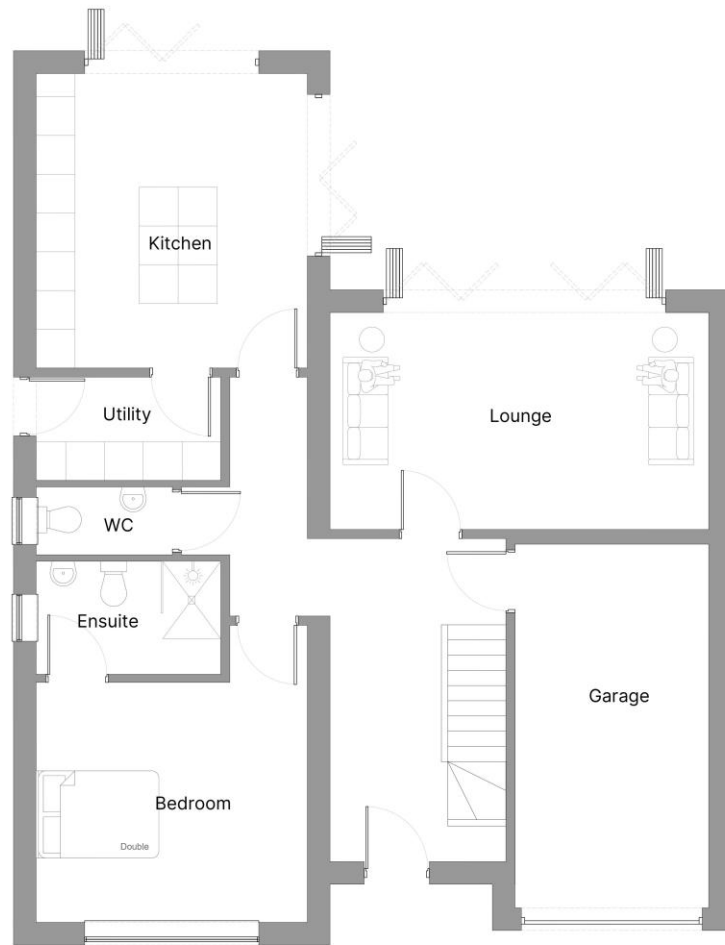 Kitchen
Utility
Lounge
WC
Ensuite
Garage
Bedroom
Double